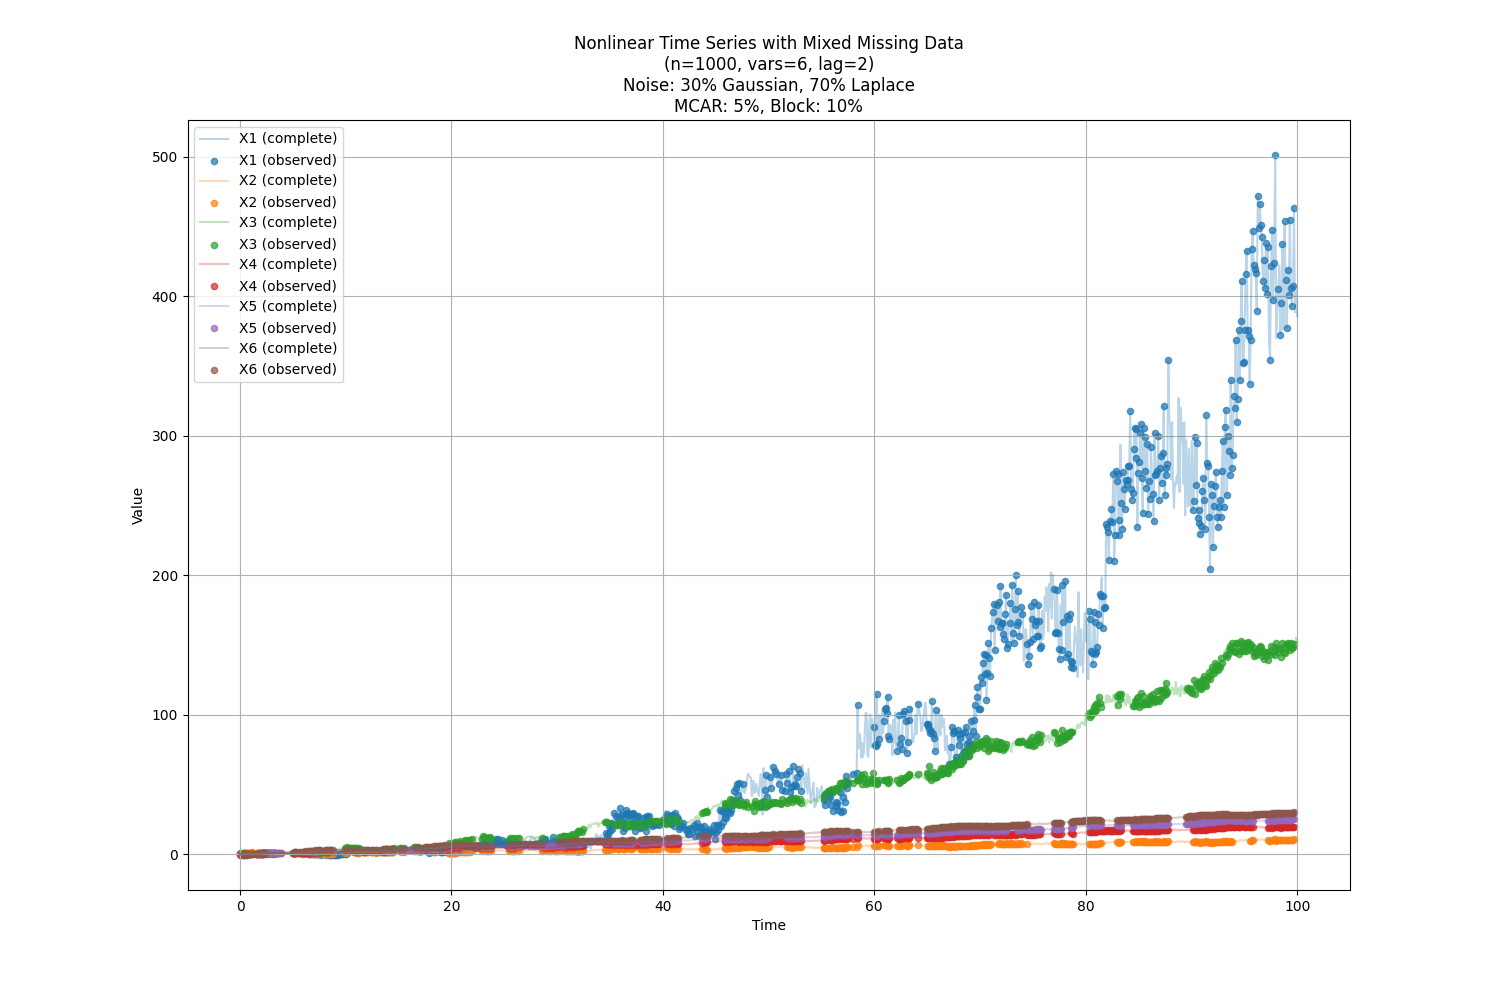 Nonlinear Time Series with Mixed Missing Data
(n=1000, vars=6, lag=2)
Noise: 30% Gaussian, 70% Laplace
MCAR: 5%, Block: 10%
X1 (complete)
X1 (observed)
X2 (complete)
X2 (observed)
X3 (complete)
X3 (observed)
X4 (complete)
X4 (observed)
X5 (complete)
X5 (observed)
X6 (complete)
X6 (observed)
500
400
300
200
100
0
Value
0 20 40 60 80 100
Time